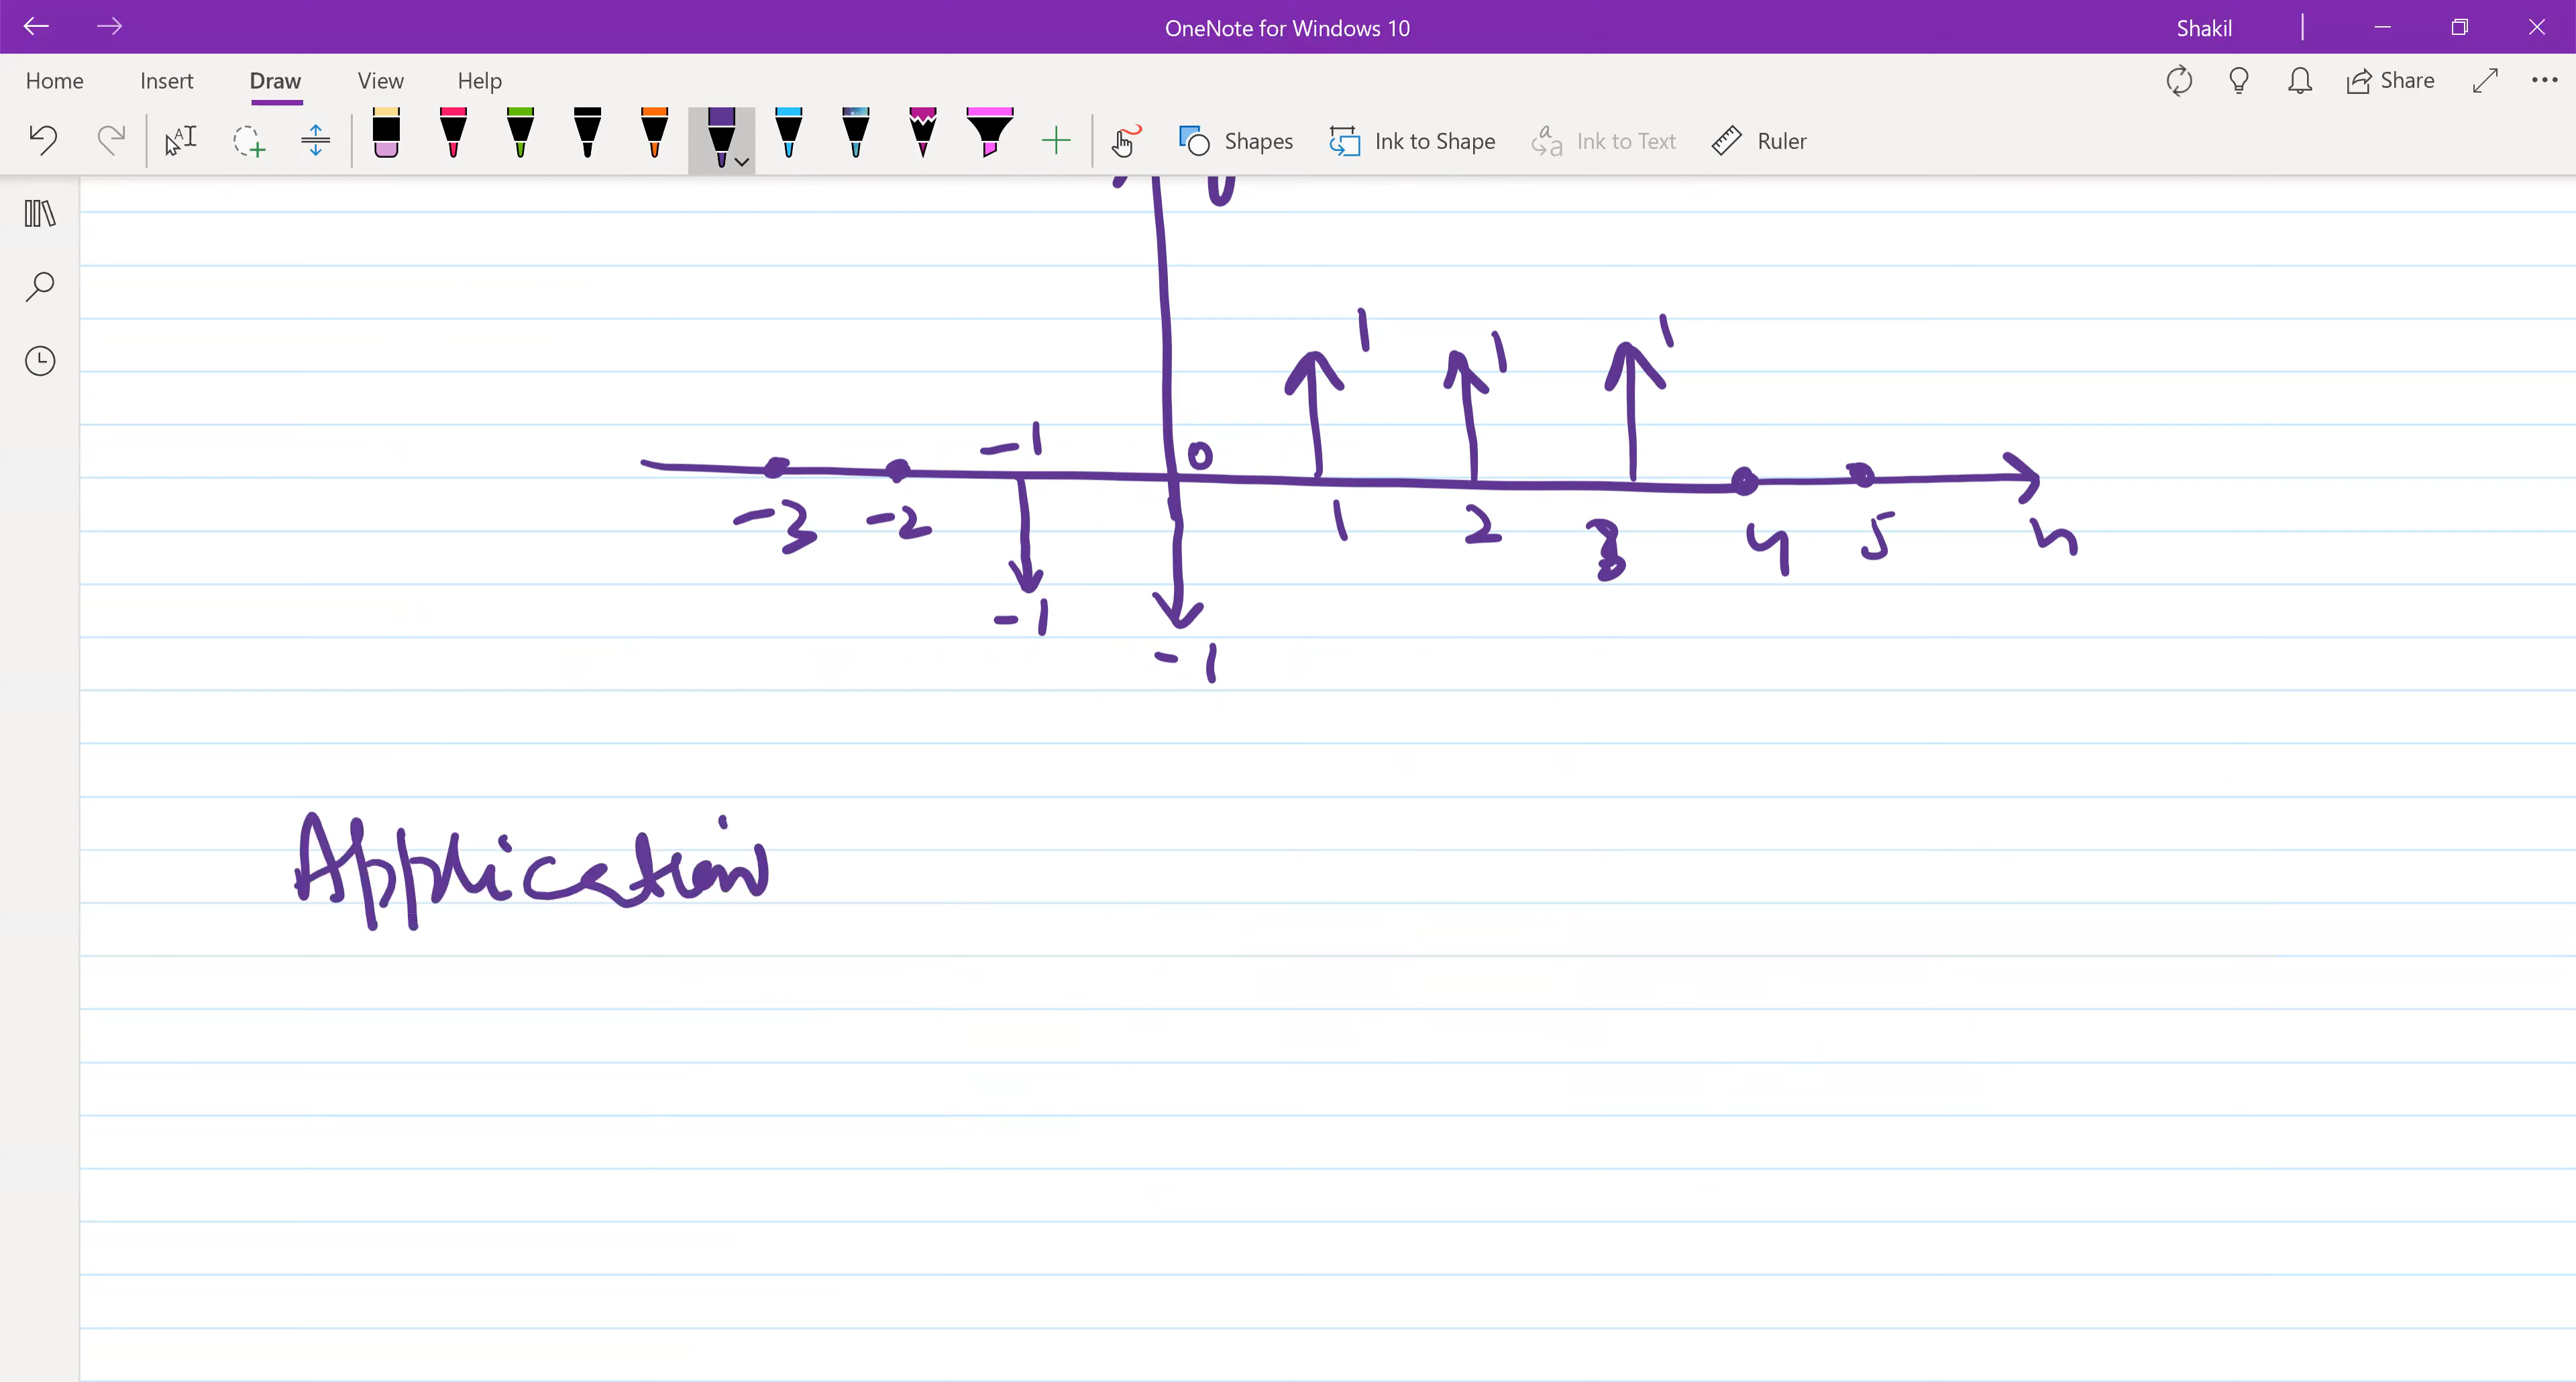 OneNote for Windows 10
Shakil
Home Insert Draw View Help
Share
Shapes Ink to Shape Ink to Text Ruler
1 1 1
-1 0
-3 -2 1 2 3 4 5 n
-1
-1
Application